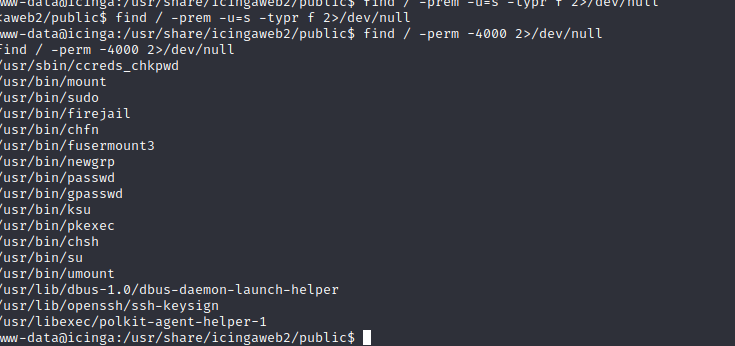 www-data@icinga:/usr/share/icingaweb2/public$ find / -prem -u=s -typr f 2>/dev/null
:aweb2/public$ find / -prem -u=s -typr f 2>/dev/null
www-data@icinga:/usr/share/icingaweb2/public$ find / -perm -4000 2>/dev/null
find / -perm -4000 2>/dev/null
/usr/sbin/ccreds_chkpwd
/usr/bin/mount
/usr/bin/sudo
/usr/bin/firejail
/usr/bin/chfn
/usr/bin/fusermount3
/usr/bin/newgrp
/usr/bin/passwd
/usr/bin/gpasswd
/usr/bin/ksu
/usr/bin/pkexec
/usr/bin/chsh
/usr/bin/su
/usr/bin/umount
/usr/lib/dbus-1.0/dbus-daemon-launch-helper
/usr/lib/openssh/ssh-keysign
/usr/libexec/polkit-agent-helper-1
www-data@icinga:/usr/share/icingaweb2/public$